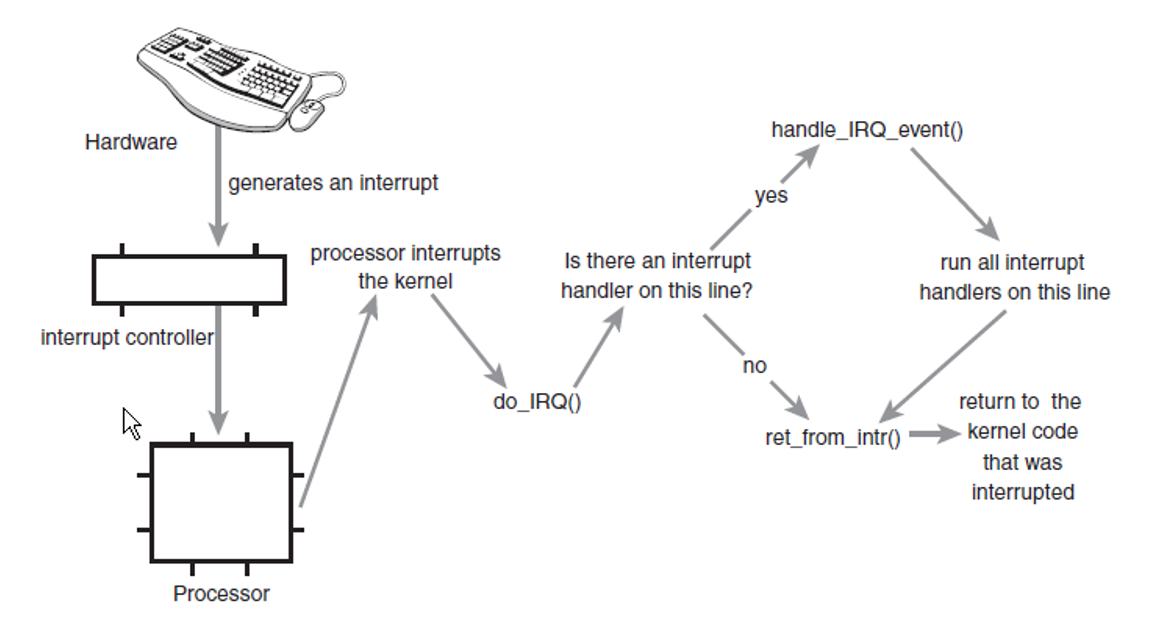 Hardware
generates an interrupt
interrupt controller
Processor
processor interrupts
the kernel
do_IRQ()
Is there an interrupt
handler on this line?
yes
no
handle_IRQ_event()
run all interrupt
handlers on this line
ret_from_intr()
return to the
kernel code
that was
interrupted